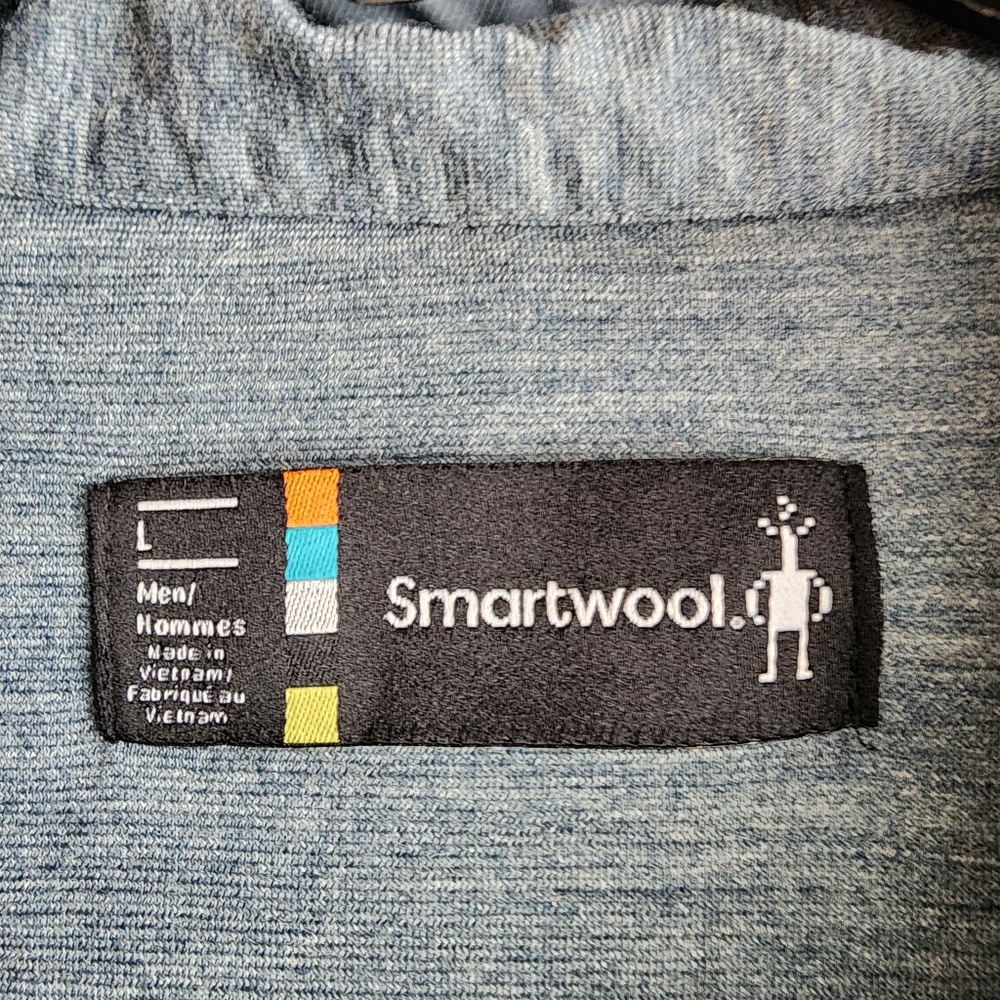 L
Men/
Hommes
Made in
Vietnam/
Fabriqué au
Vietnam
Smartwool.